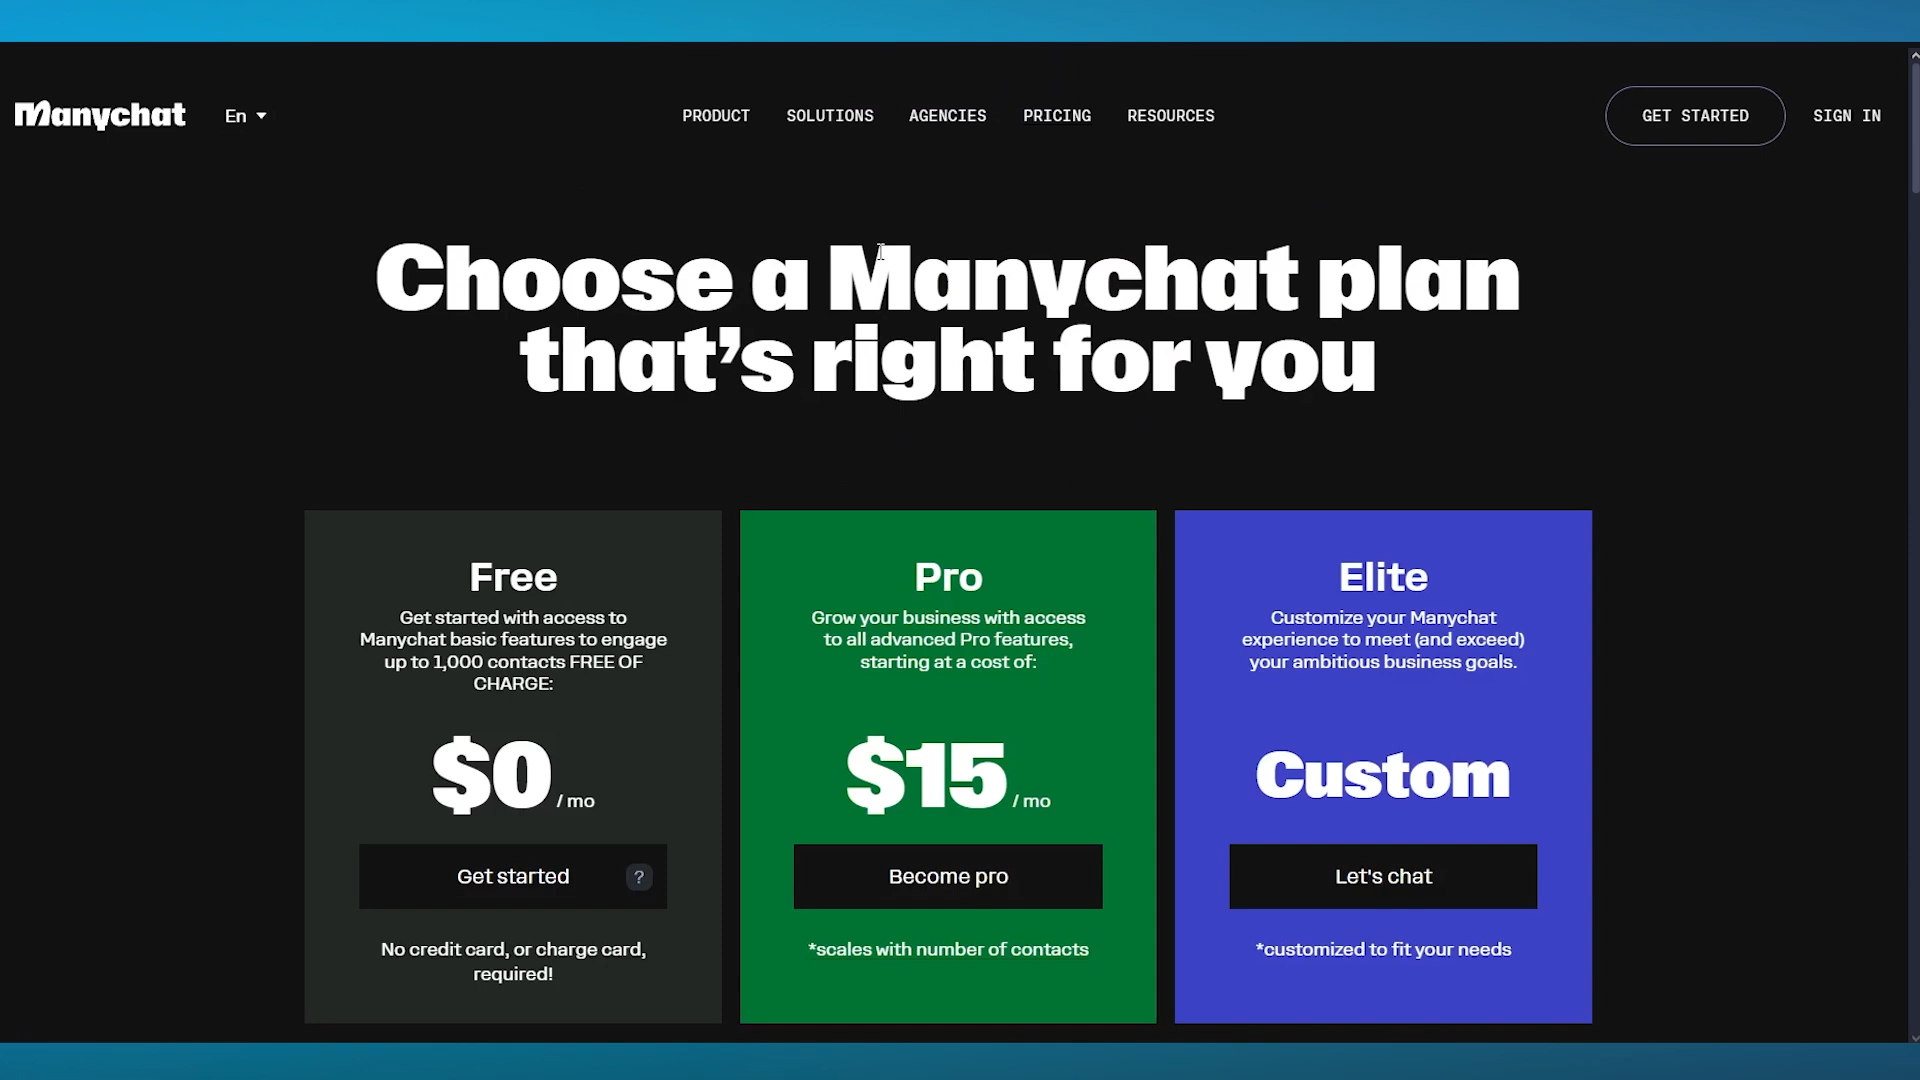 Manychat
En
PRODUCT
SOLUTIONS
AGENCIES
PRICING
RESOURCES
GET STARTED
SIGN IN
Choose a Manychat plan
that's right for you
Free
Get started with access to
Manychat basic features to engage
up to 1,000 contacts FREE OF
CHARGE:
$0 / mo
Get started
?
No credit card, or charge card,
required!
Pro
Grow your business with access
to all advanced Pro features,
starting at a cost of:
$15 / mo
Become pro
*scales with number of contacts
Elite
Customize your Manychat
experience to meet (and exceed)
your ambitious business goals.
Custom
Let's chat
*customized to fit your needs